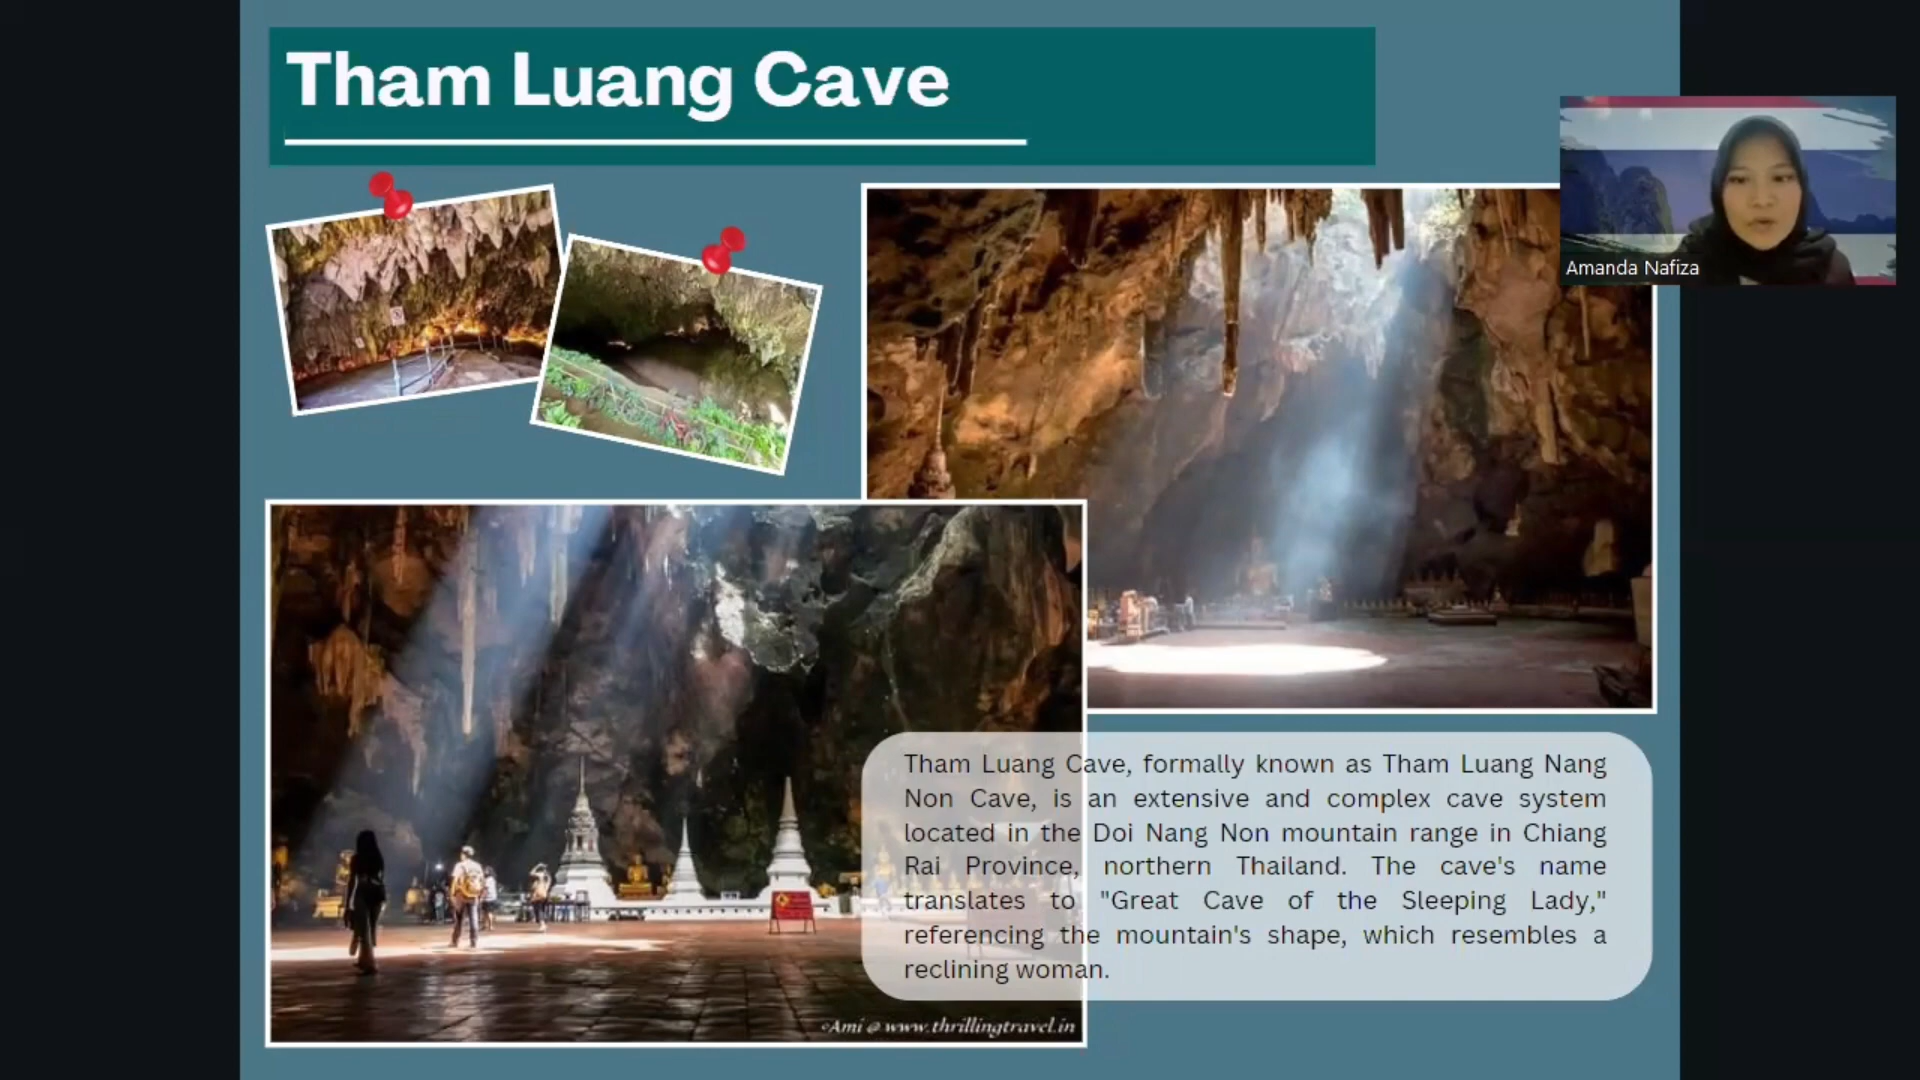 Tham Luang Cave
Amanda Nafiza
Tham Luang Cave, formally known as Tham Luang Nang
Non Cave, is an extensive and complex cave system
located in the Doi Nang Non mountain range in Chiang
Rai Province, northern Thailand. The cave's name
translates to "Great Cave of the Sleeping Lady,"
referencing the mountain's shape, which resembles a
reclining woman.
©Ami @ www.thrillingtravel.in